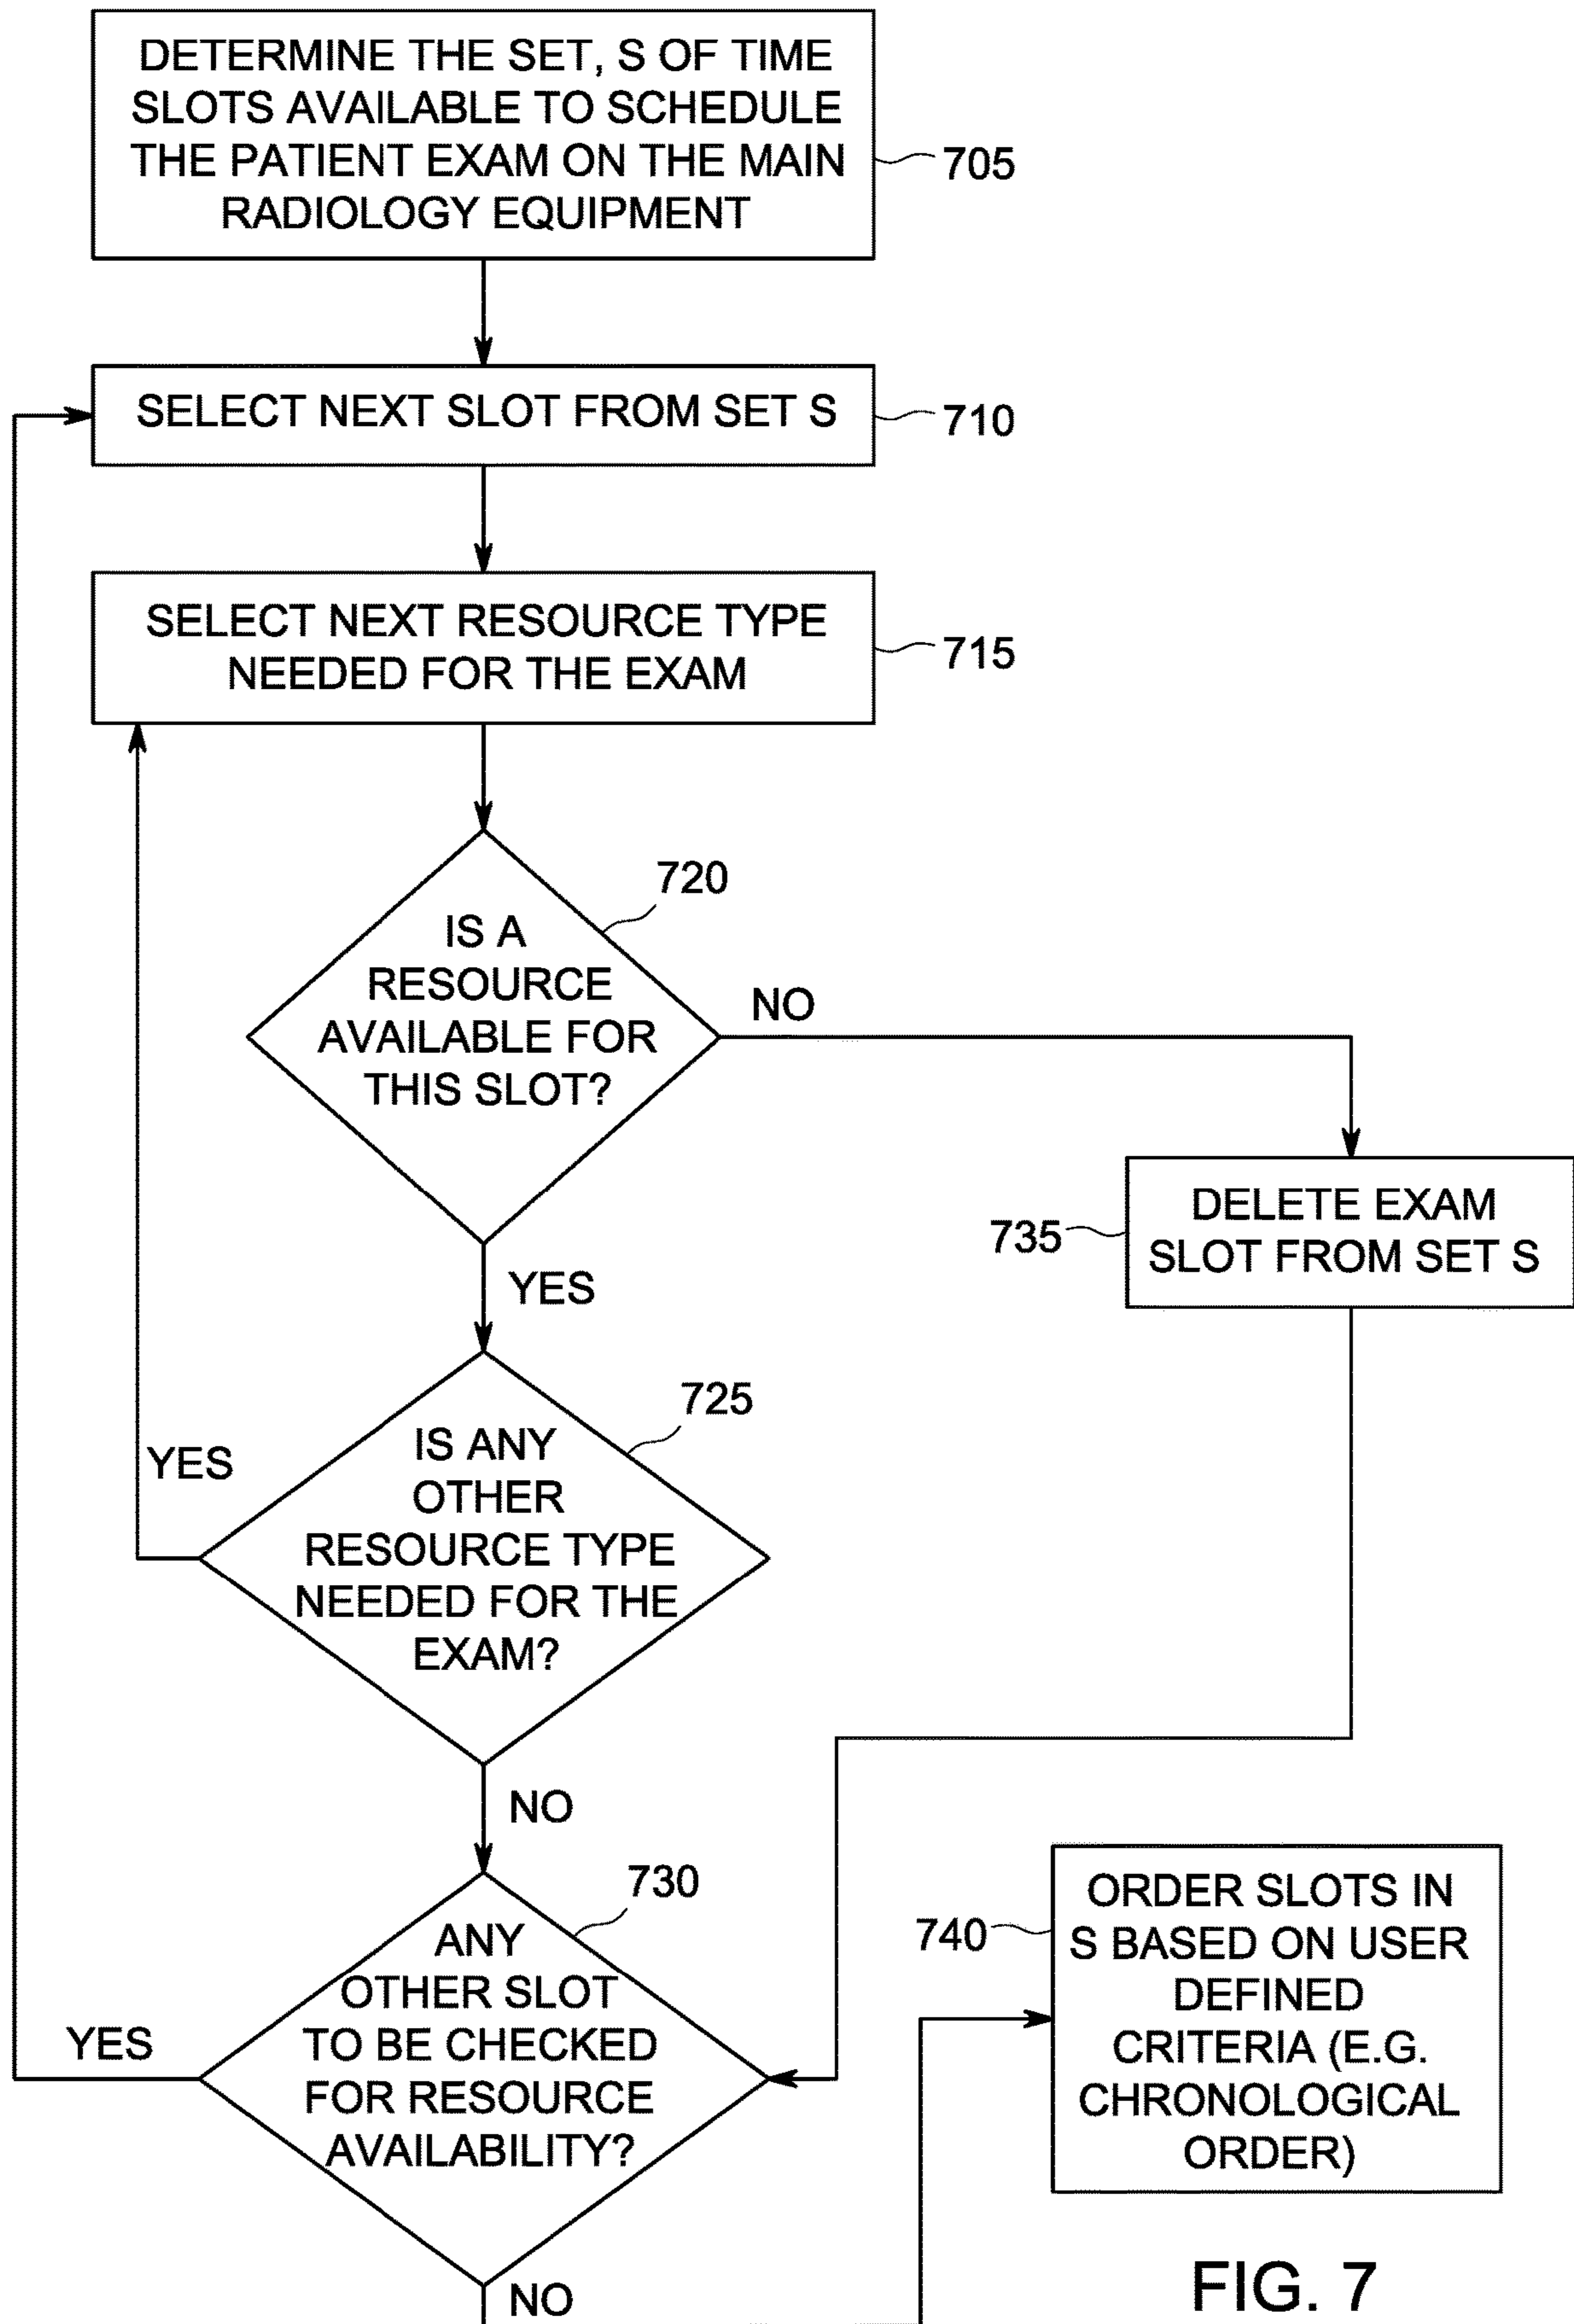 DETERMINE THE SET, S OF TIME
SLOTS AVAILABLE TO SCHEDULE
THE PATIENT EXAM ON THE MAIN
RADIOLOGY EQUIPMENT
705
SELECT NEXT SLOT FROM SET S
710
SELECT NEXT RESOURCE TYPE
NEEDED FOR THE EXAM
715
720
IS A
RESOURCE
AVAILABLE FOR
THIS SLOT?
NO
YES
735
DELETE EXAM
SLOT FROM SET S
725
IS ANY
OTHER
RESOURCE TYPE
NEEDED FOR THE
EXAM?
YES
NO
730
ANY
OTHER SLOT
TO BE CHECKED
FOR RESOURCE
AVAILABILITY?
YES
NO
740
ORDER SLOTS IN
S BASED ON USER
DEFINED
CRITERIA (E.G.
CHRONOLOGICAL
ORDER)
FIG. 7